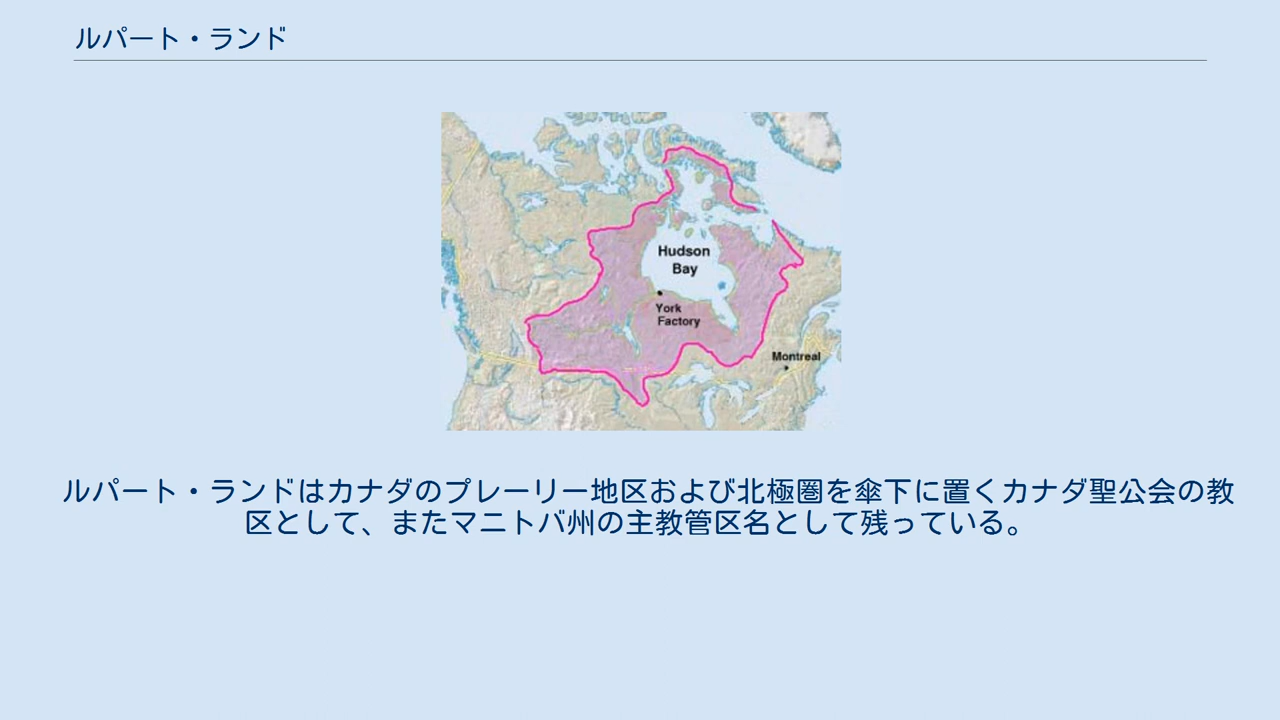 ルパート・ランド
Hudson
Bay
York
Factory
Montreal
ルパート・ランドはカナダのプレーリー地区および北極圏を傘下に置くカナダ聖公会の教
区として、またマニトバ州の主教管区名として残っている。